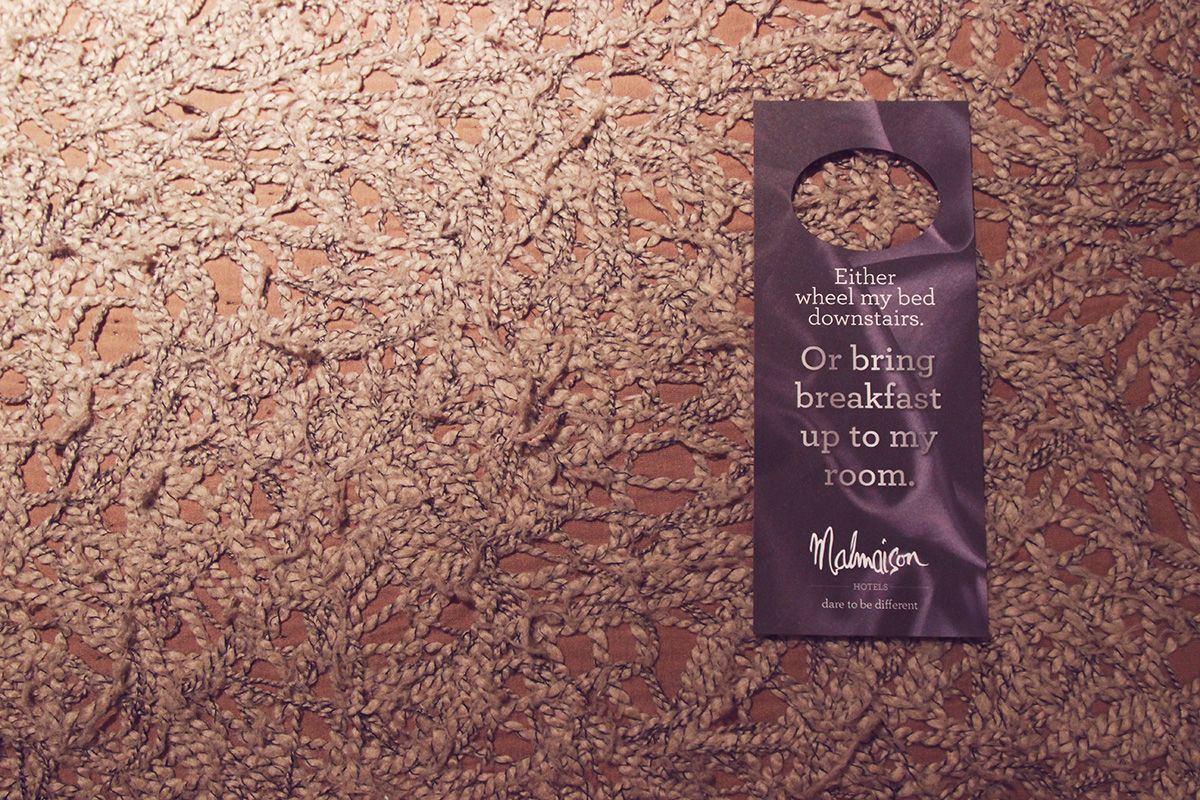 Either
wheel my bed
downstairs.
Or bring
breakfast
up to my
room.
Malmaison
HOTELS
dare to be different